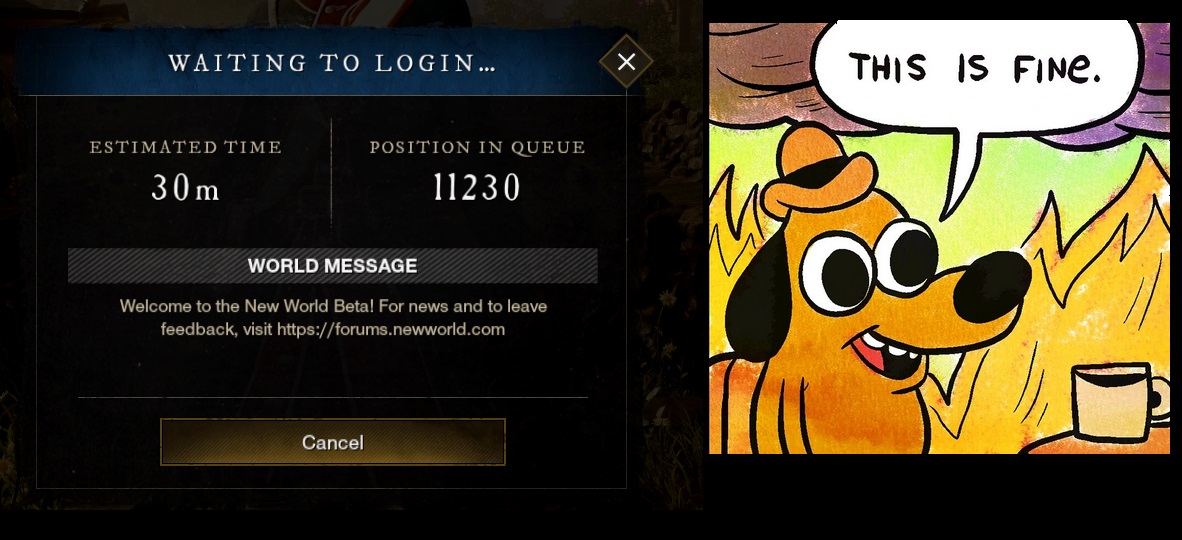 WAITING TO LOGIN...
ESTIMATED TIME
30m
POSITION IN QUEUE
11230
WORLD MESSAGE
Welcome to the New World Beta! For news and to leave
feedback, visit https://forums.newworld.com
Cancel
THIS IS FINE.